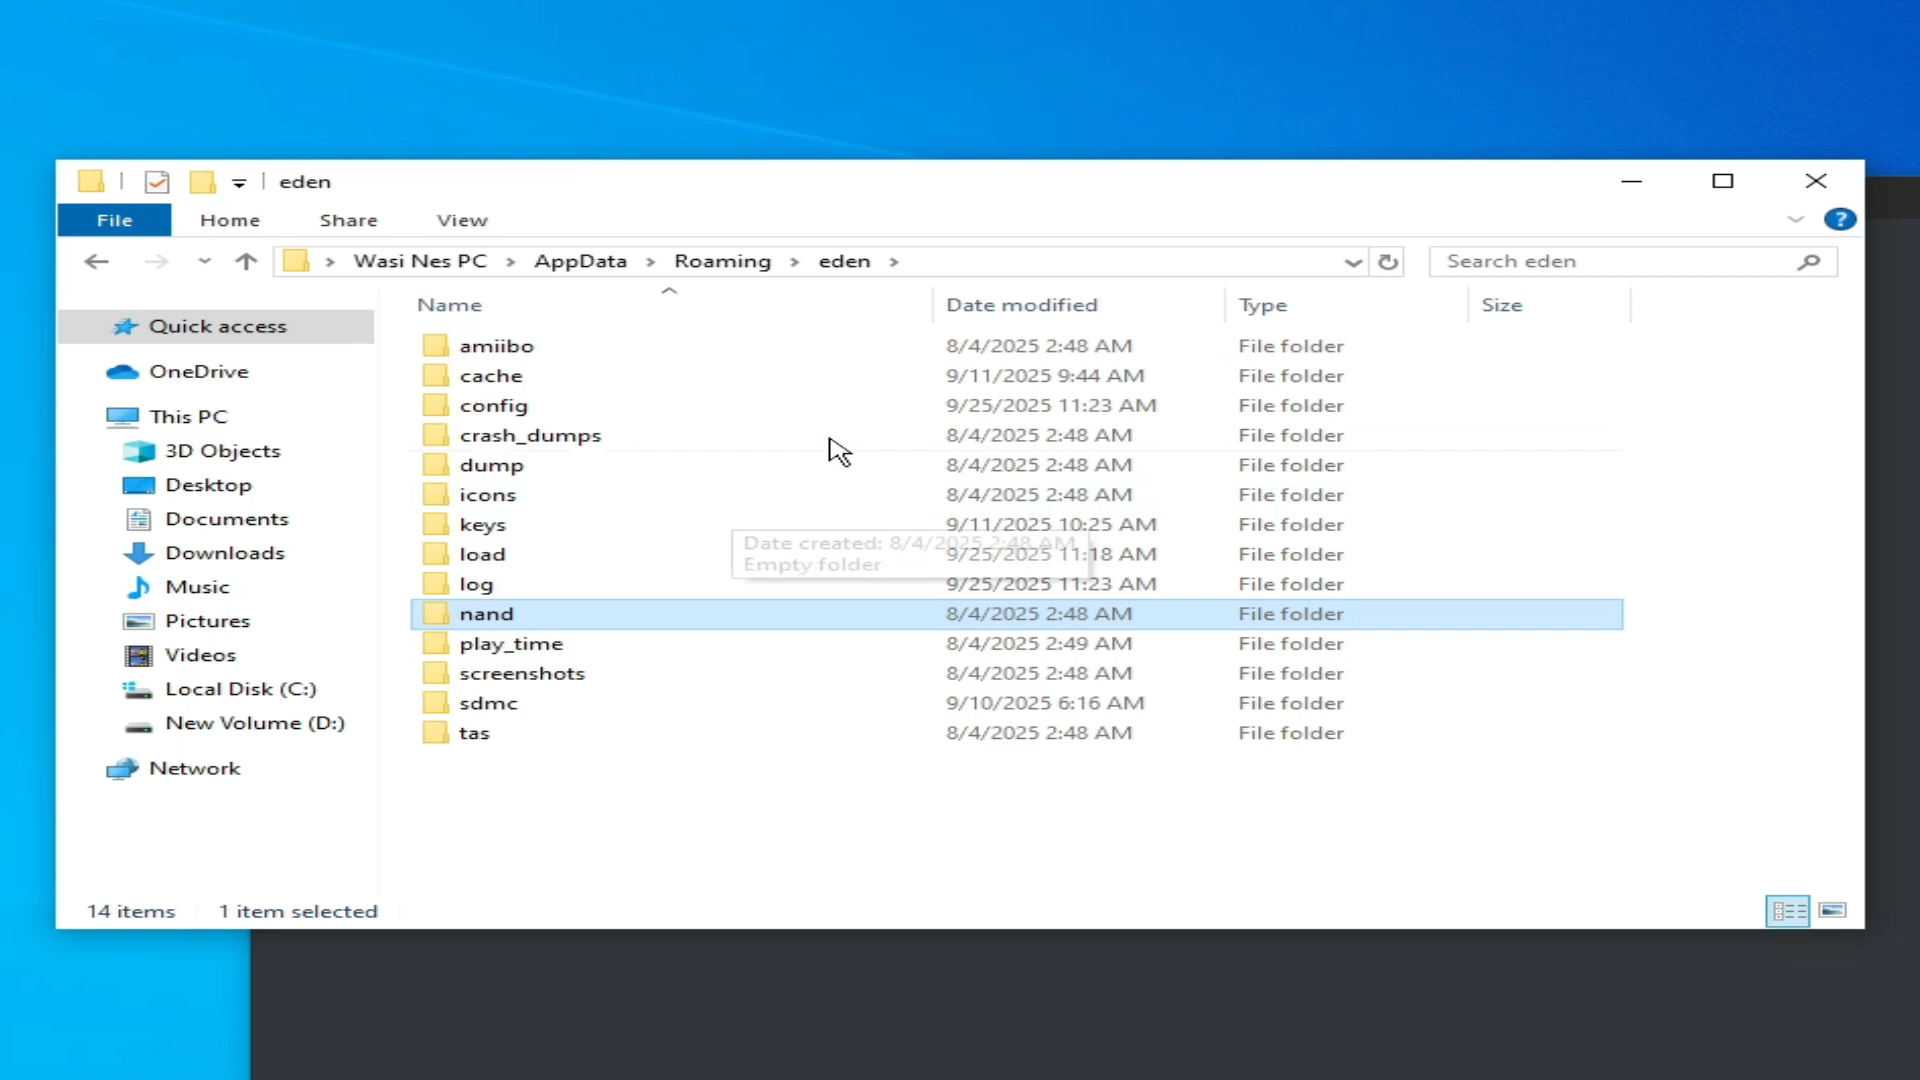 eden
File Home Share View
Wasi Nes PC AppData Roaming eden
Search eden
Quick access
OneDrive
This PC
3D Objects
Desktop
Documents
Downloads
Music
Pictures
Videos
Local Disk (C:)
New Volume (D:)
Network
Name Date modified Type Size
amiibo 8/4/2025 2:48 AM File folder
cache 9/11/2025 9:44 AM File folder
config 9/25/2025 11:23 AM File folder
crash_dumps 8/4/2025 2:48 AM File folder
dump 8/4/2025 2:48 AM File folder
icons 8/4/2025 2:48 AM File folder
keys 9/11/2025 10:25 AM File folder
Date created: 8/4/2025 2:48 AM
Empty folder
load 9/25/2025 11:18 AM File folder
log 9/25/2025 11:23 AM File folder
nand 8/4/2025 2:48 AM File folder
play_time 8/4/2025 2:49 AM File folder
screenshots 8/4/2025 2:48 AM File folder
sdmc 9/10/2025 6:16 AM File folder
tas 8/4/2025 2:48 AM File folder
14 items 1 item selected